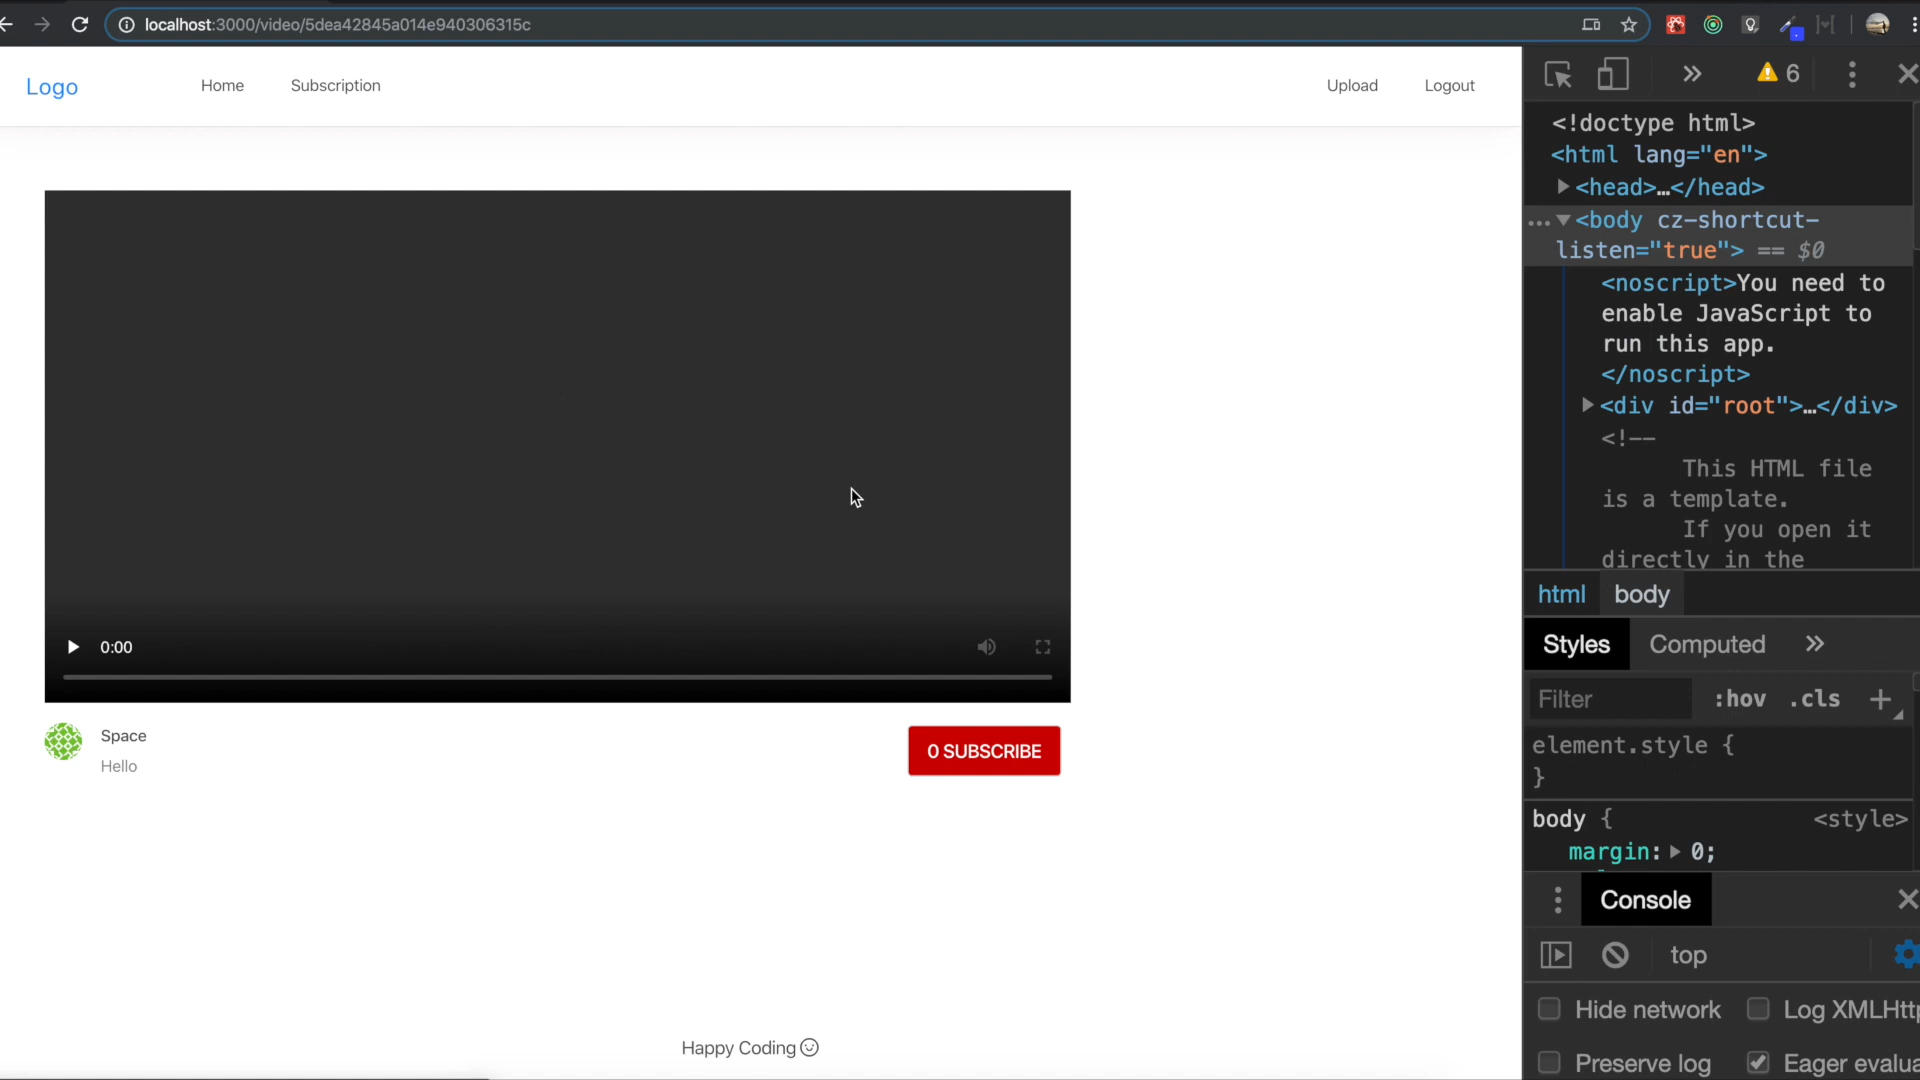 localhost:3000/video/5dea42845a014e940306315c
Logo
Home
Subscription
Upload
Logout
0:00
Space
Hello
0 SUBSCRIBE
Happy Coding
6
<!doctype html>
<html lang="en">
<head>…</head>
<body cz-shortcut-
listen="true"> == $0
<noscript>You need to
enable JavaScript to
run this app.
</noscript>
<div id="root">…</div>
<!--
This HTML file
is a template.
If you open it
directly in the
html
body
Styles
Computed
Filter
:hov
.cls
element.style {
}
body {
<style>
margin: 0;
Console
top
Hide network
Log XMLHttp
Preserve log
Eager evalua